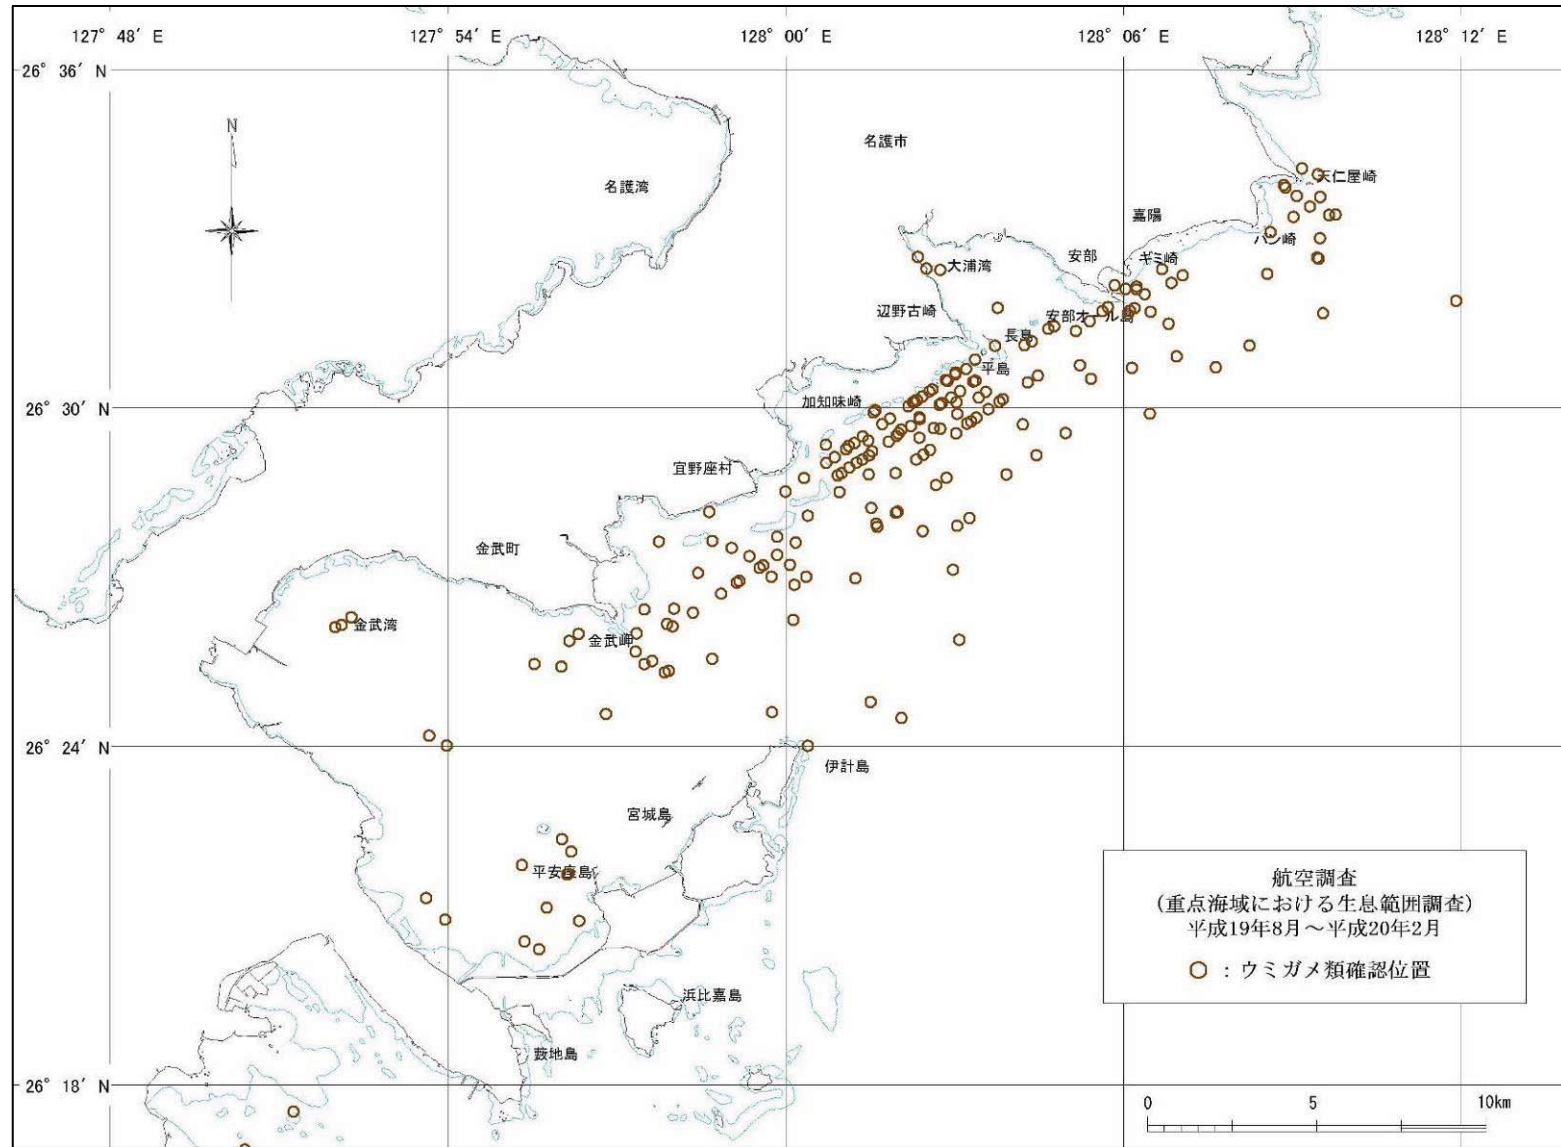 127° 48′ E
127° 54′ E
128° 00′ E
128° 06′ E
128° 12′ E
26° 36′ N
N
名護市
名護湾
天仁屋崎
嘉陽
バン崎
安部
ギミ崎
大浦湾
辺野古崎
安部オール島
長島
平島
26° 30′ N
加知味崎
宜野座村
金武町
金武湾
金武岬
26° 24′ N
伊計島
宮城島
平安座島
航空調査
(重点海域における生息範囲調査)
平成19年8月～平成20年2月
○ : ウミガメ類確認位置
浜比嘉島
藪地島
26° 18′ N
0 5 10km